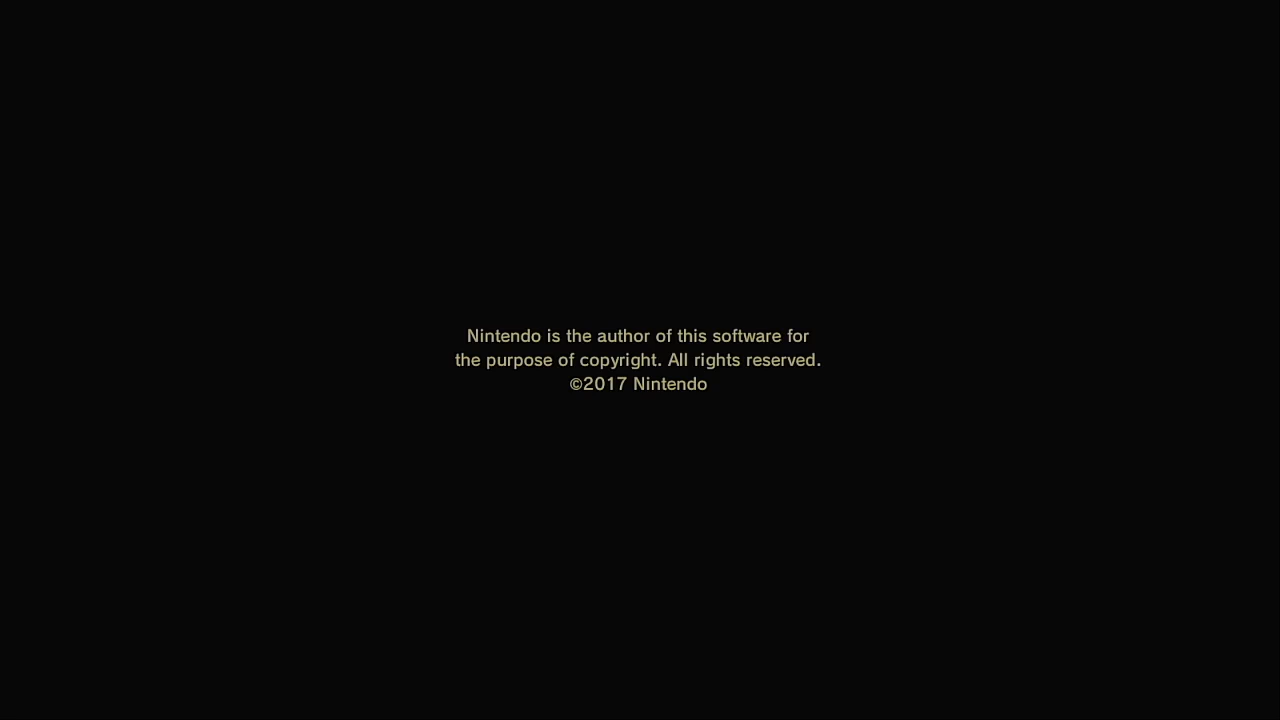 Nintendo is the author of this software for
the purpose of copyright. All rights reserved.
©2017 Nintendo